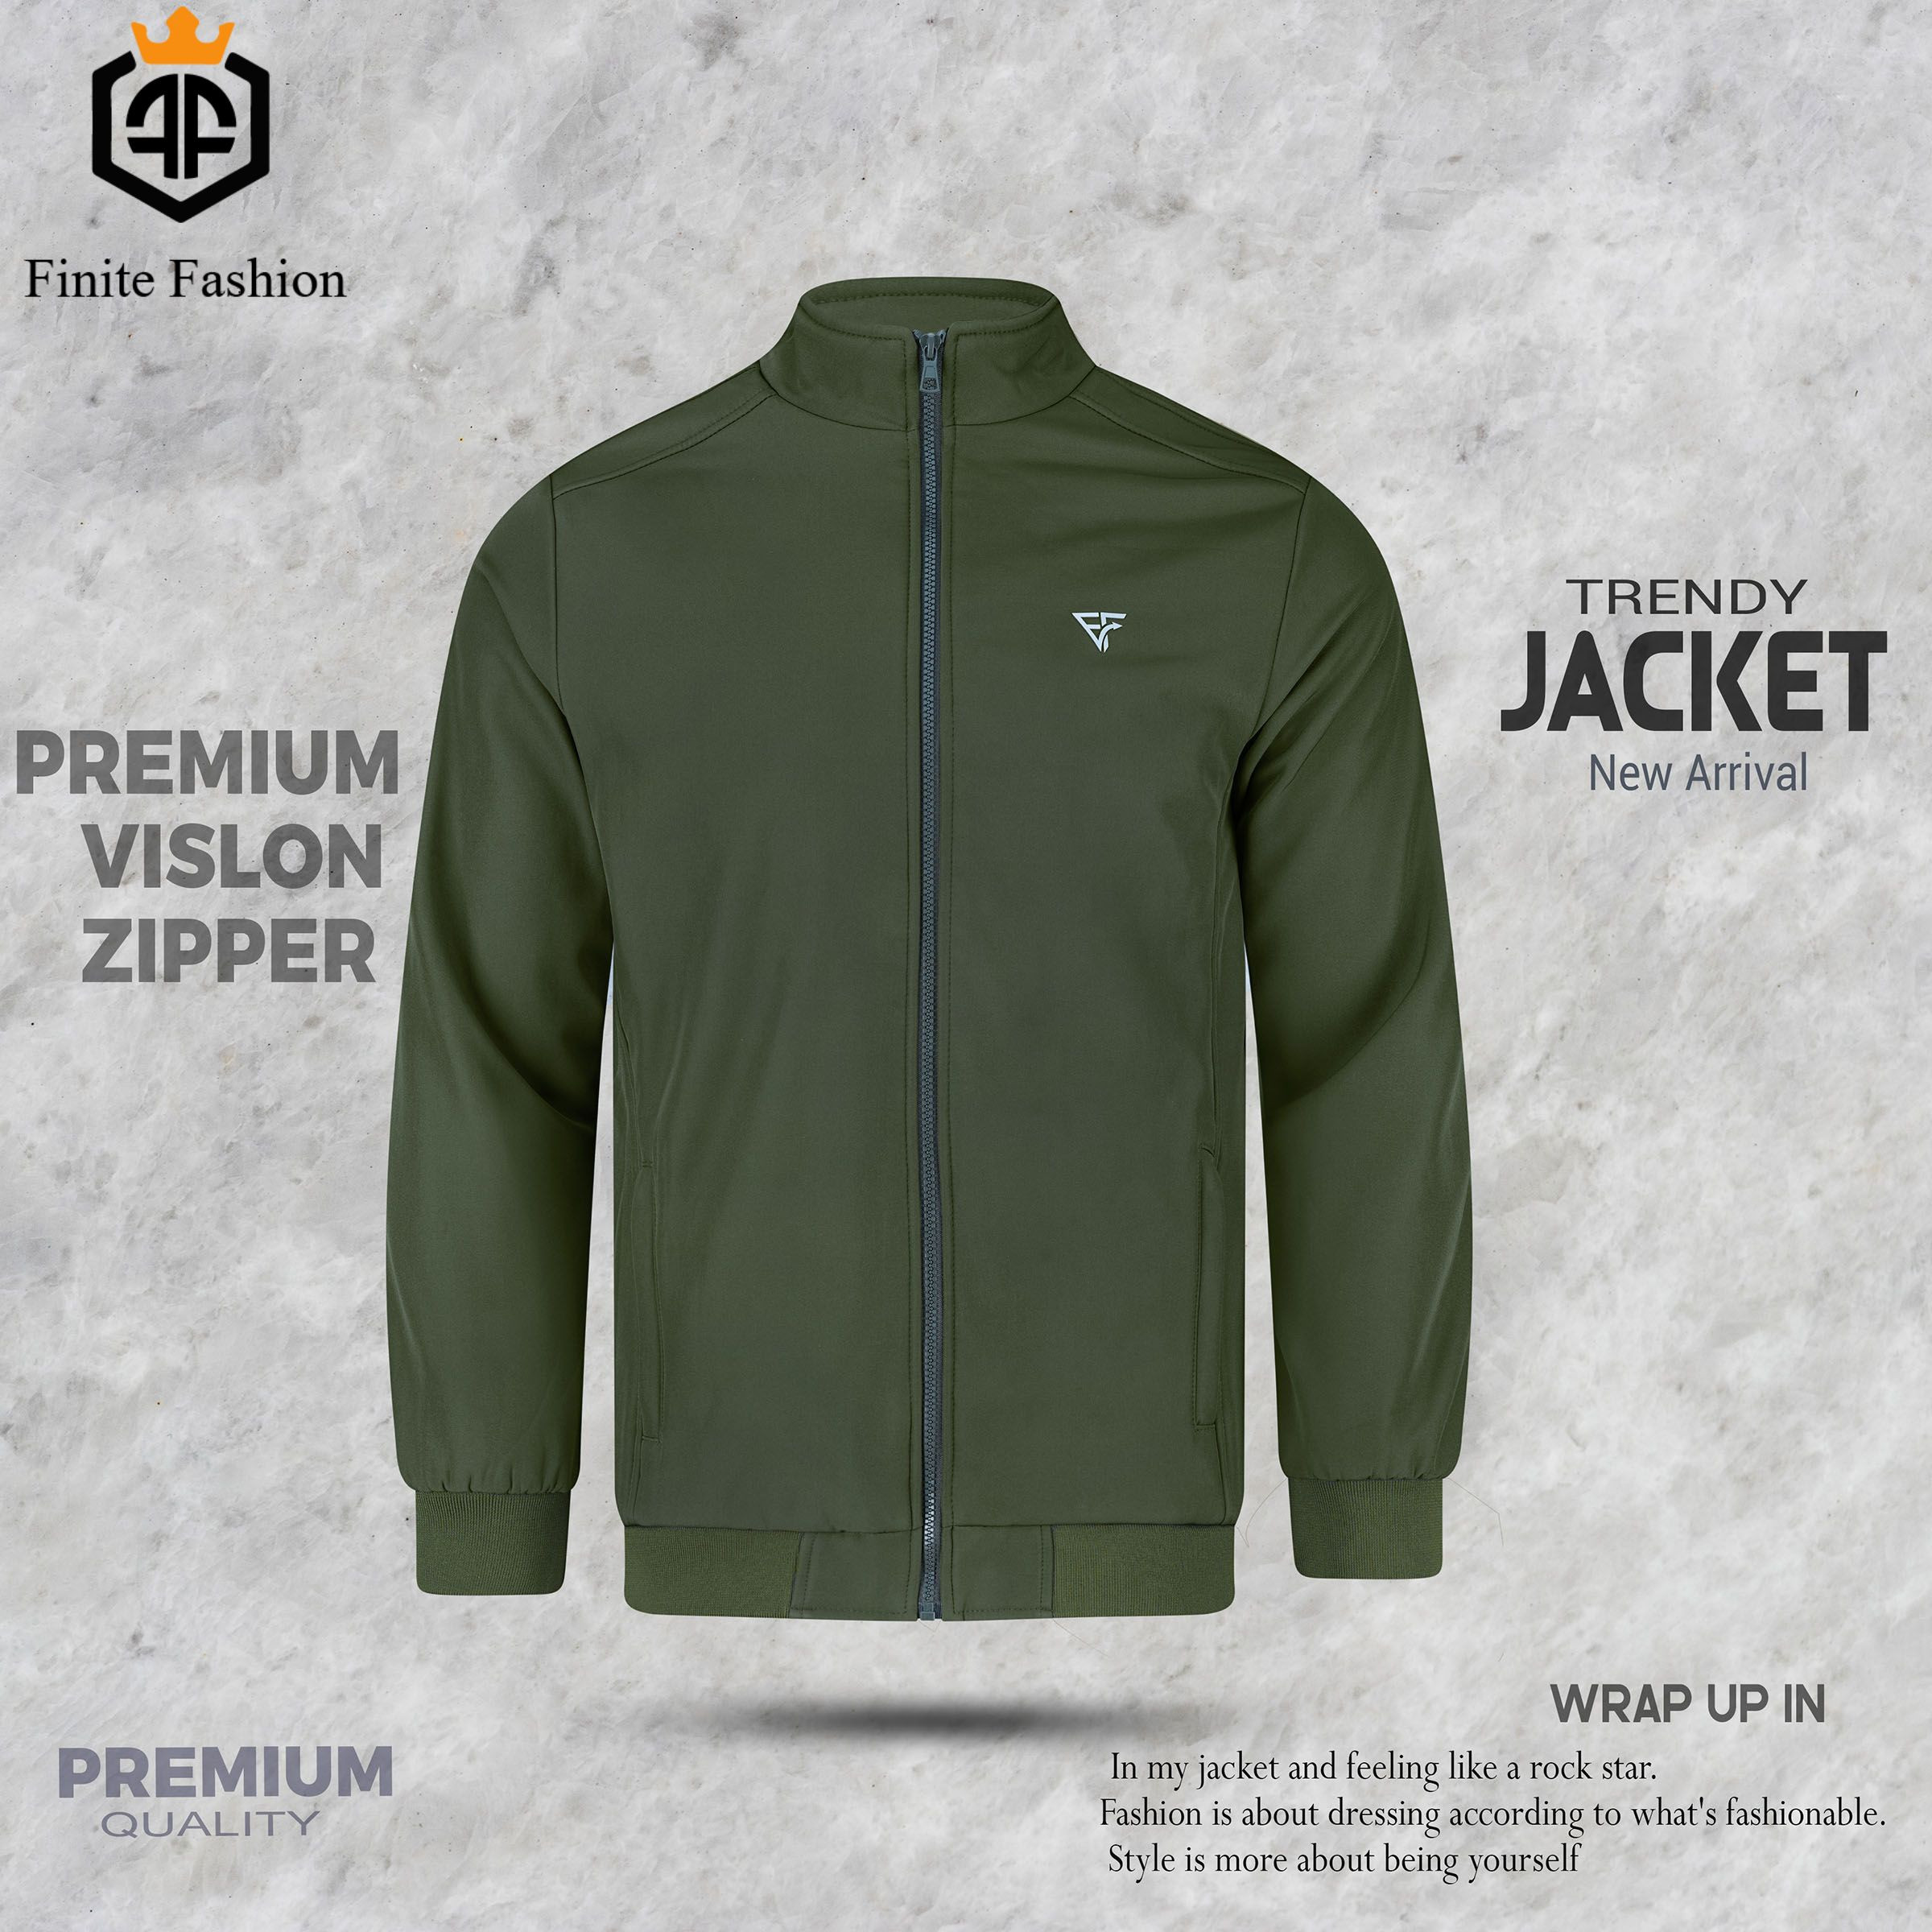 Finite Fashion
TRENDY
JACKET
New Arrival
PREMIUM
VISLON
ZIPPER
WRAP UP IN
In my jacket and feeling like a rock star.
Fashion is about dressing according to what's fashionable.
Style is more about being yourself
PREMIUM
QUALITY